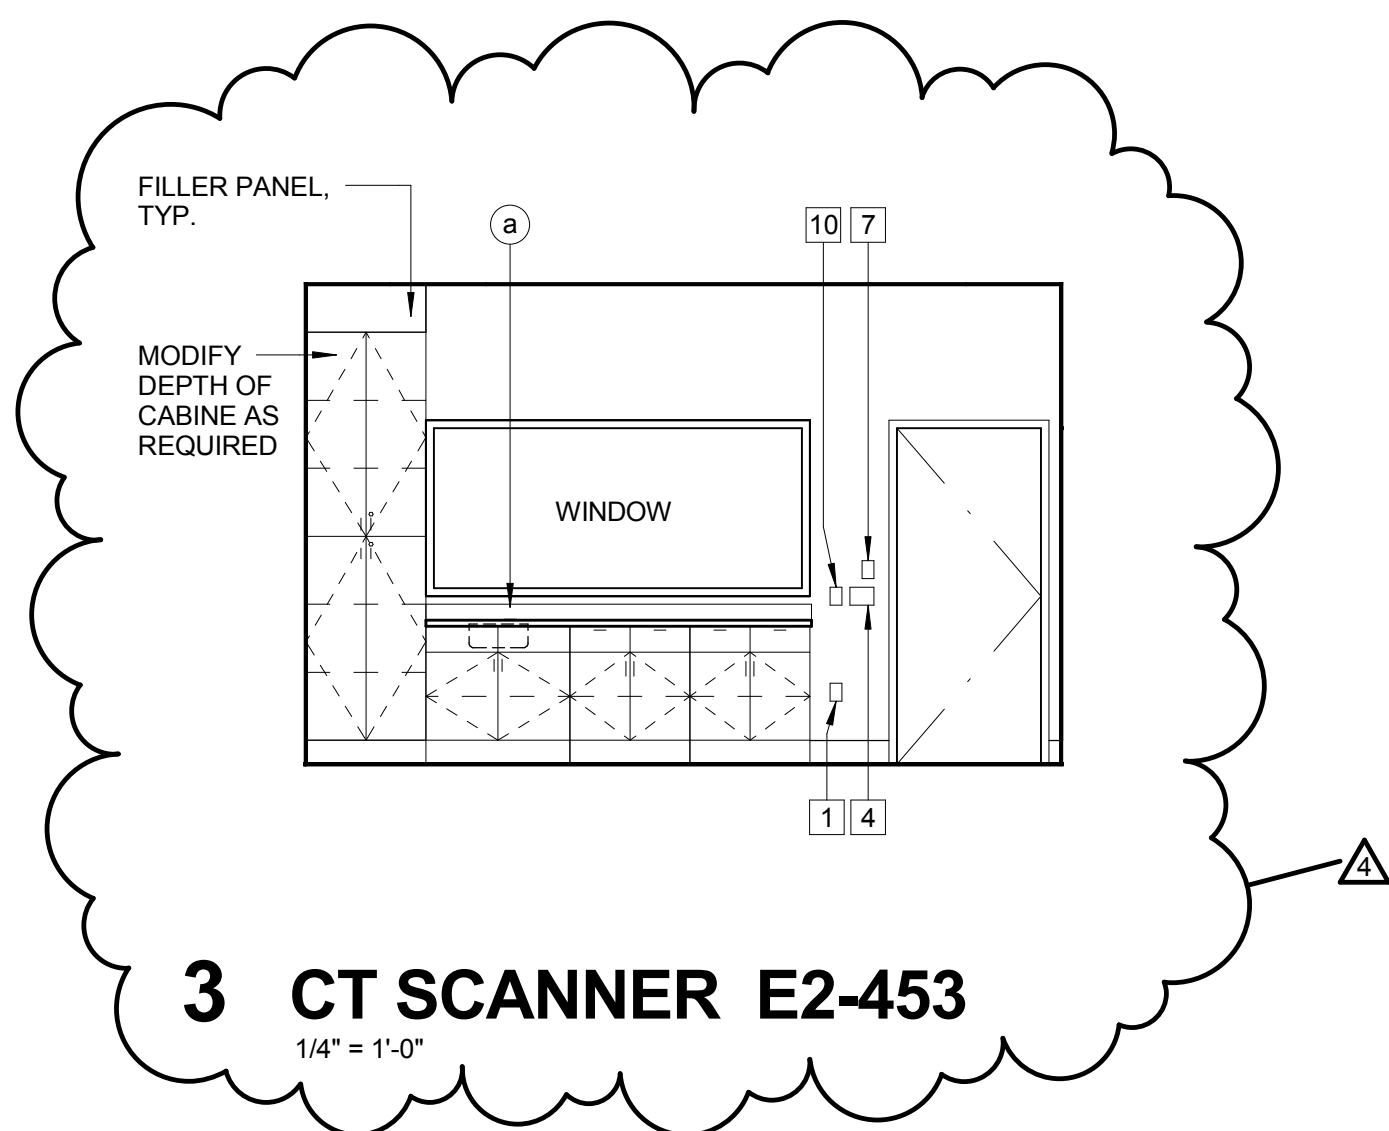 FILLER PANEL,
TYP.
a
10 7
MODIFY
DEPTH OF
CABINE AS
REQUIRED
WINDOW
1 4
4
3 CT SCANNER E2-453
1/4" = 1'-0"